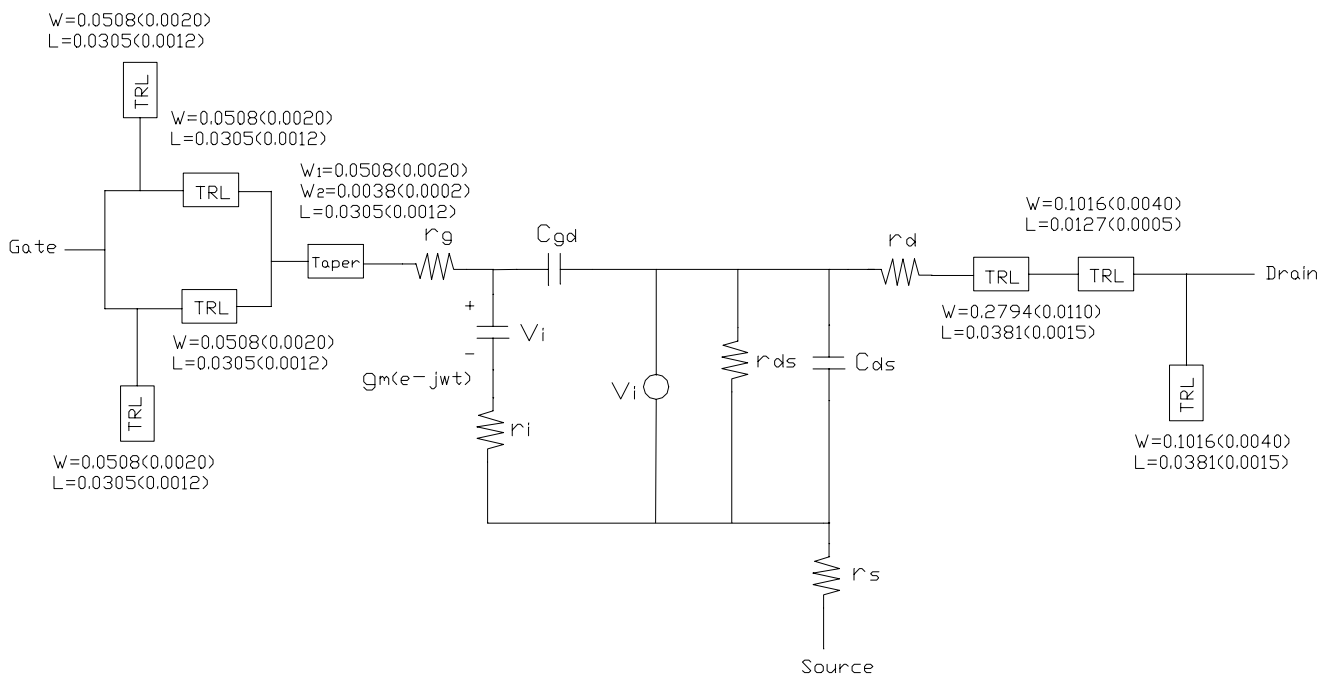 W=0.0508(0.0020)
L=0.0305(0.0012)
TRL
W=0.0508(0.0020)
L=0.0305(0.0012)
TRL
W1=0.0508(0.0020)
W2=0.0038(0.0002)
L=0.0305(0.0012)
Gate
Taper
rg
Cgd
TRL
W=0.0508(0.0020)
L=0.0305(0.0012)
TRL
W=0.0508(0.0020)
L=0.0305(0.0012)
+
Vi
-
gm(e-jwt)
ri
Vi
rds
Cds
rs
Source
rd
TRL
W=0.2794(0.0110)
L=0.0381(0.0015)
W=0.1016(0.0040)
L=0.0127(0.0005)
TRL
Drain
TRL
W=0.1016(0.0040)
L=0.0381(0.0015)